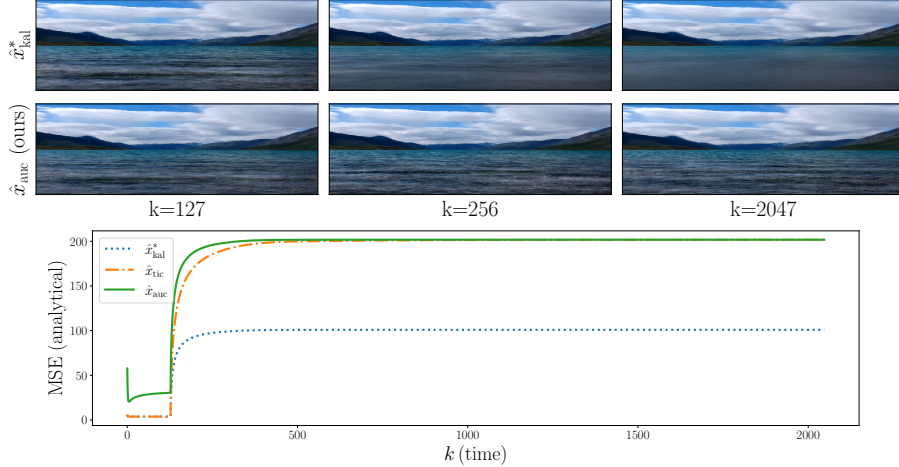 x̂*kal
x̂auc (ours)
k=127
k=256
k=2047
MSE (analytical)
200
150
100
50
0
x̂*kal
x̂tic
x̂auc
0
500
1000
1500
2000
k (time)